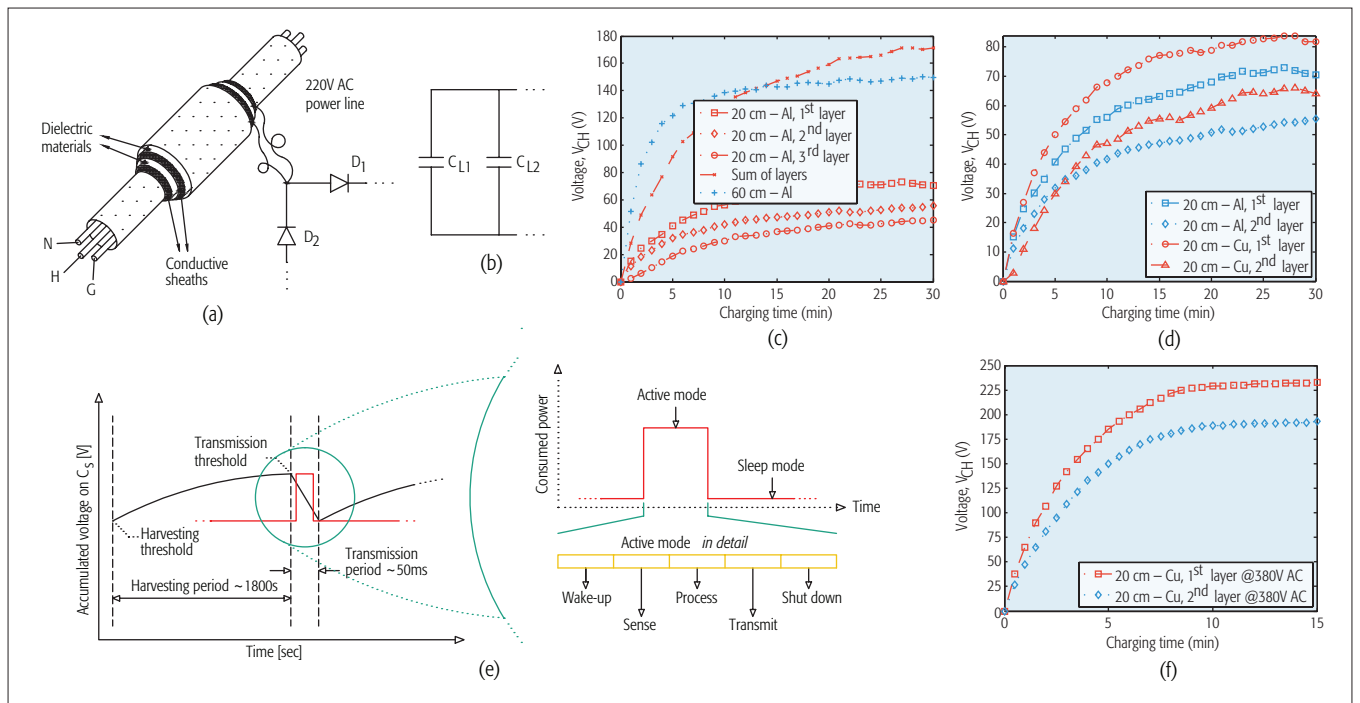 220V AC
power line
Dielectric
materials
D1
D2
N
H
G
Conductive
sheaths
(a)
CL1
CL2
(b)
Voltage, VCH (V)
180
160
140
120
100
80
60
40
20
0
20 cm – Al, 1st layer
20 cm – Al, 2nd layer
20 cm – Al, 3rd layer
Sum of layers
60 cm – Al
0 5 10 15 20 25 30
Charging time (min)
(c)
Voltage, VCH (V)
80
70
60
50
40
30
20
10
0
20 cm – Al, 1st layer
20 cm – Al, 2nd layer
20 cm – Cu, 1st layer
20 cm – Cu, 2nd layer
0 5 10 15 20 25 30
Charging time (min)
(d)
Accumulated voltage on Cs [V]
Transmission
threshold
Harvesting
threshold
Transmission
period ~50ms
Harvesting period ~1800s
Time [sec]
Consumed power
Active mode
Sleep mode
Time
Active mode in detail
Wake-up
Process
Shut down
Sense
Transmit
(e)
Voltage, VCH (V)
250
225
200
175
150
125
100
75
50
25
0
20 cm – Cu, 1st layer @380V AC
20 cm – Cu, 2nd layer @380V AC
0 5 10 15
Charging time (min)
(f)